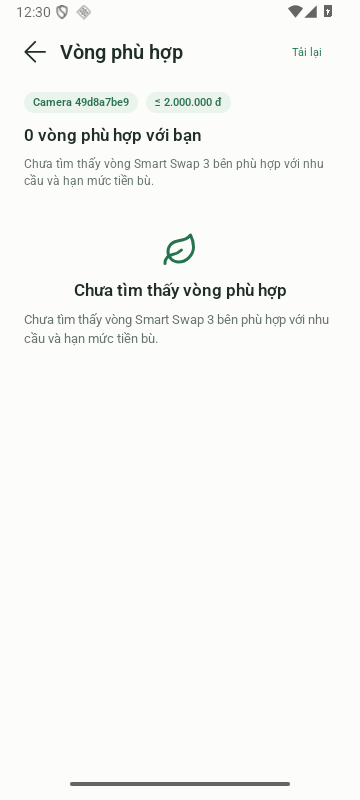 12:30
Vòng phù hợp
Tải lại
Camera 49d8a7be9
≤ 2.000.000 đ
0 vòng phù hợp với bạn
Chưa tìm thấy vòng Smart Swap 3 bên phù hợp với nhu
cầu và hạn mức tiền bù.
Chưa tìm thấy vòng phù hợp
Chưa tìm thấy vòng Smart Swap 3 bên phù hợp với nhu
cầu và hạn mức tiền bù.